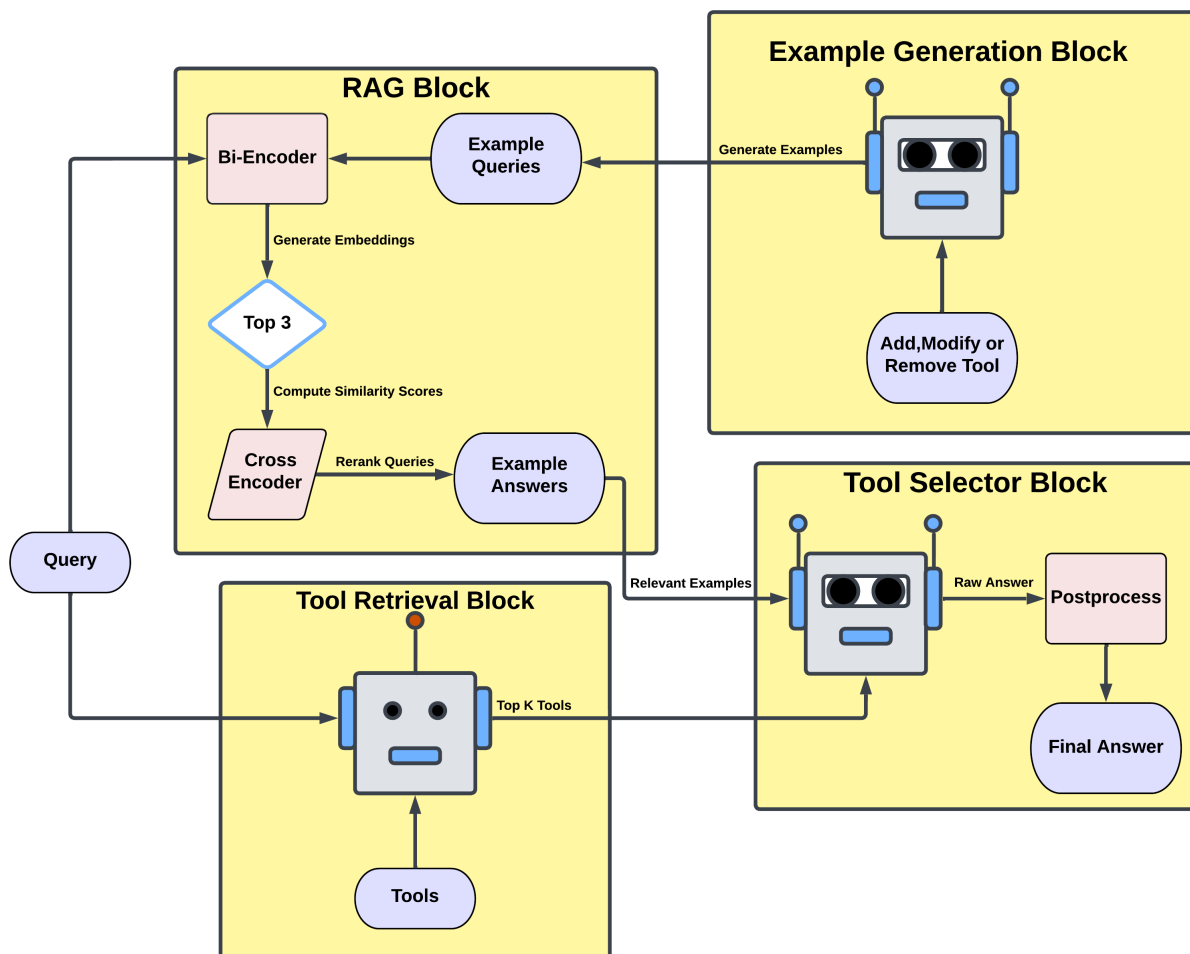 Example Generation Block
RAG Block
Bi-Encoder
Example
Queries
Generate Examples
Generate Embeddings
Top 3
Add,Modify or
Remove Tool
Compute Similarity Scores
Cross
Encoder
Rerank Queries
Example
Answers
Tool Selector Block
Query
Relevant Examples
Raw Answer
Postprocess
Tool Retrieval Block
Top K Tools
Final Answer
Tools